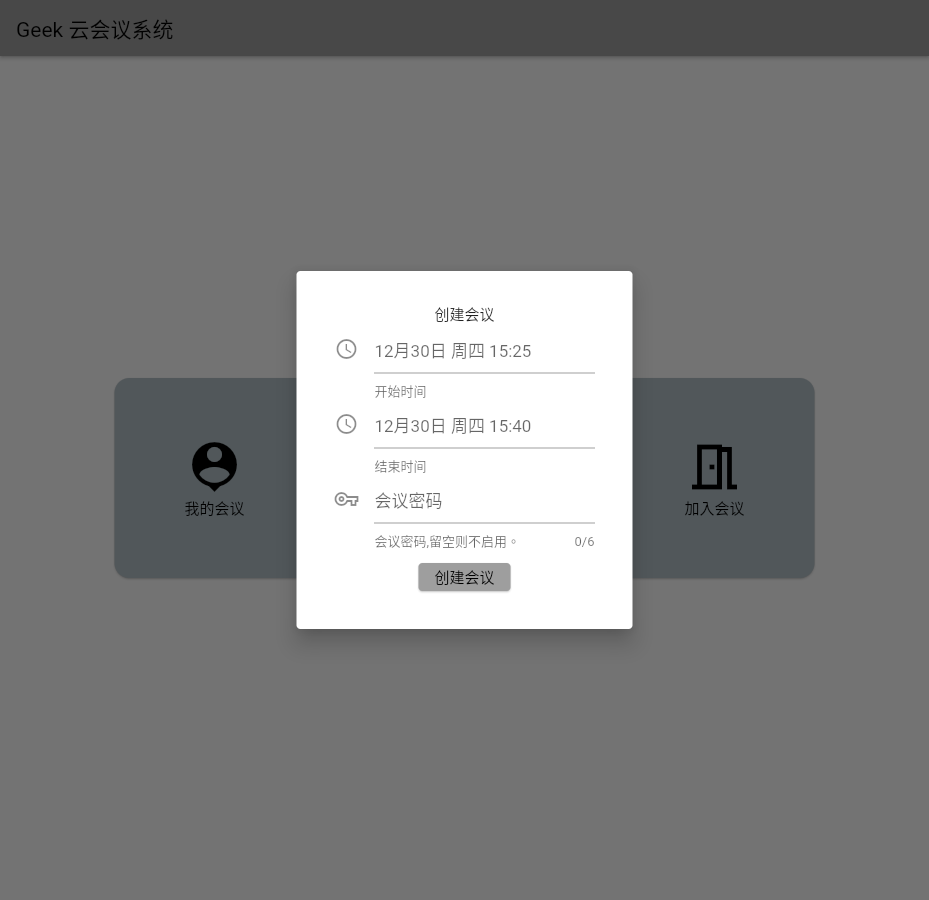 Geek 云会议系统
创建会议
12月30日 周四 15:25
开始时间
12月30日 周四 15:40
结束时间
会议密码
会议密码,留空则不启用。 0/6
创建会议
我的会议
加入会议